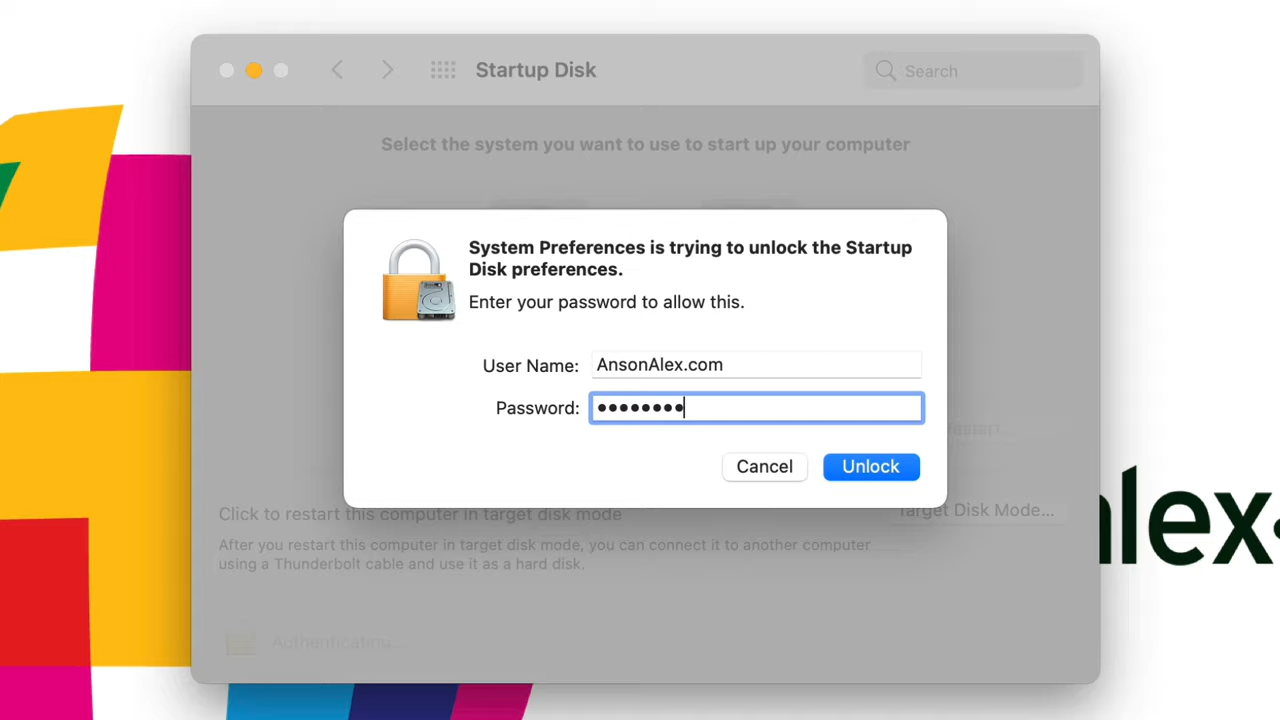 Startup Disk
Search
Select the system you want to use to start up your computer
System Preferences is trying to unlock the Startup
Disk preferences.
Enter your password to allow this.
User Name: AnsonAlex.com
Password: ••••••••
Cancel
Unlock
Restart...
Click to restart this computer in target disk mode
Target Disk Mode...
After you restart this computer in target disk mode, you can connect it to another computer
using a Thunderbolt cable and use it as a hard disk.
Authenticating...
alex